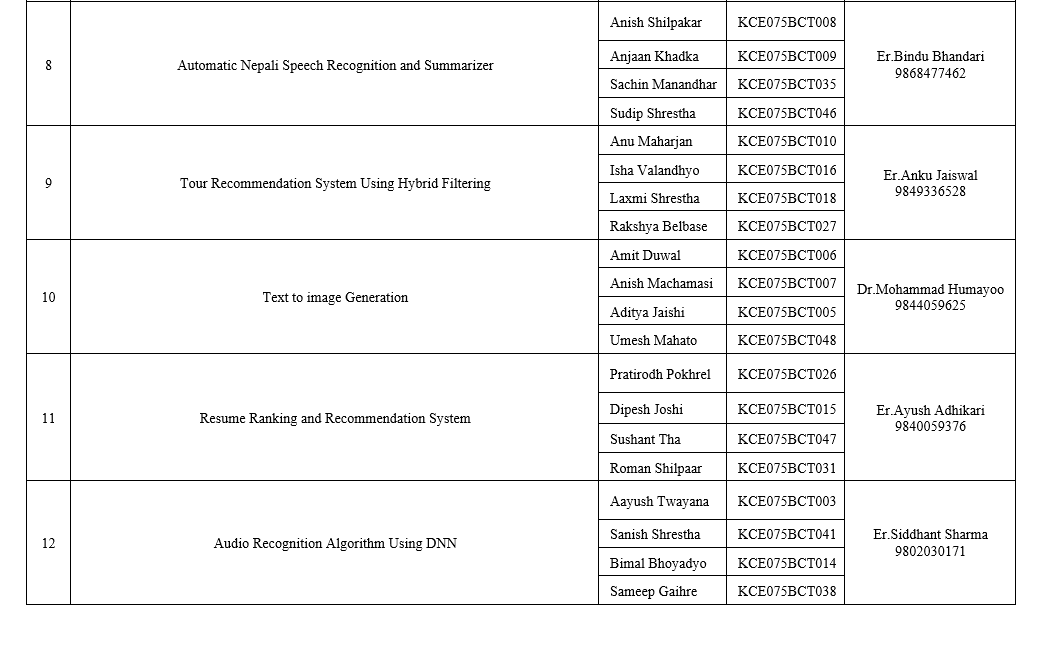 8
Automatic Nepali Speech Recognition and Summarizer
Anish Shilpakar KCE075BCT008
Anjaan Khadka KCE075BCT009
Sachin Manandhar KCE075BCT035
Sudip Shrestha KCE075BCT046
Er.Bindu Bhandari
9868477462
9
Tour Recommendation System Using Hybrid Filtering
Anu Maharjan KCE075BCT010
Isha Valandhyo KCE075BCT016
Laxmi Shrestha KCE075BCT018
Rakshya Belbase KCE075BCT027
Er.Anku Jaiswal
9849336528
10
Text to image Generation
Amit Duwal KCE075BCT006
Anish Machamasi KCE075BCT007
Aditya Jaishi KCE075BCT005
Umesh Mahato KCE075BCT048
Dr.Mohammad Humayoo
9844059625
11
Resume Ranking and Recommendation System
Pratirodh Pokhrel KCE075BCT026
Dipesh Joshi KCE075BCT015
Sushant Tha KCE075BCT047
Roman Shilpaar KCE075BCT031
Er.Ayush Adhikari
9840059376
12
Audio Recognition Algorithm Using DNN
Aayush Twayana KCE075BCT003
Sanish Shrestha KCE075BCT041
Bimal Bhoyadyo KCE075BCT014
Sameep Gaihre KCE075BCT038
Er.Siddhant Sharma
9802030171